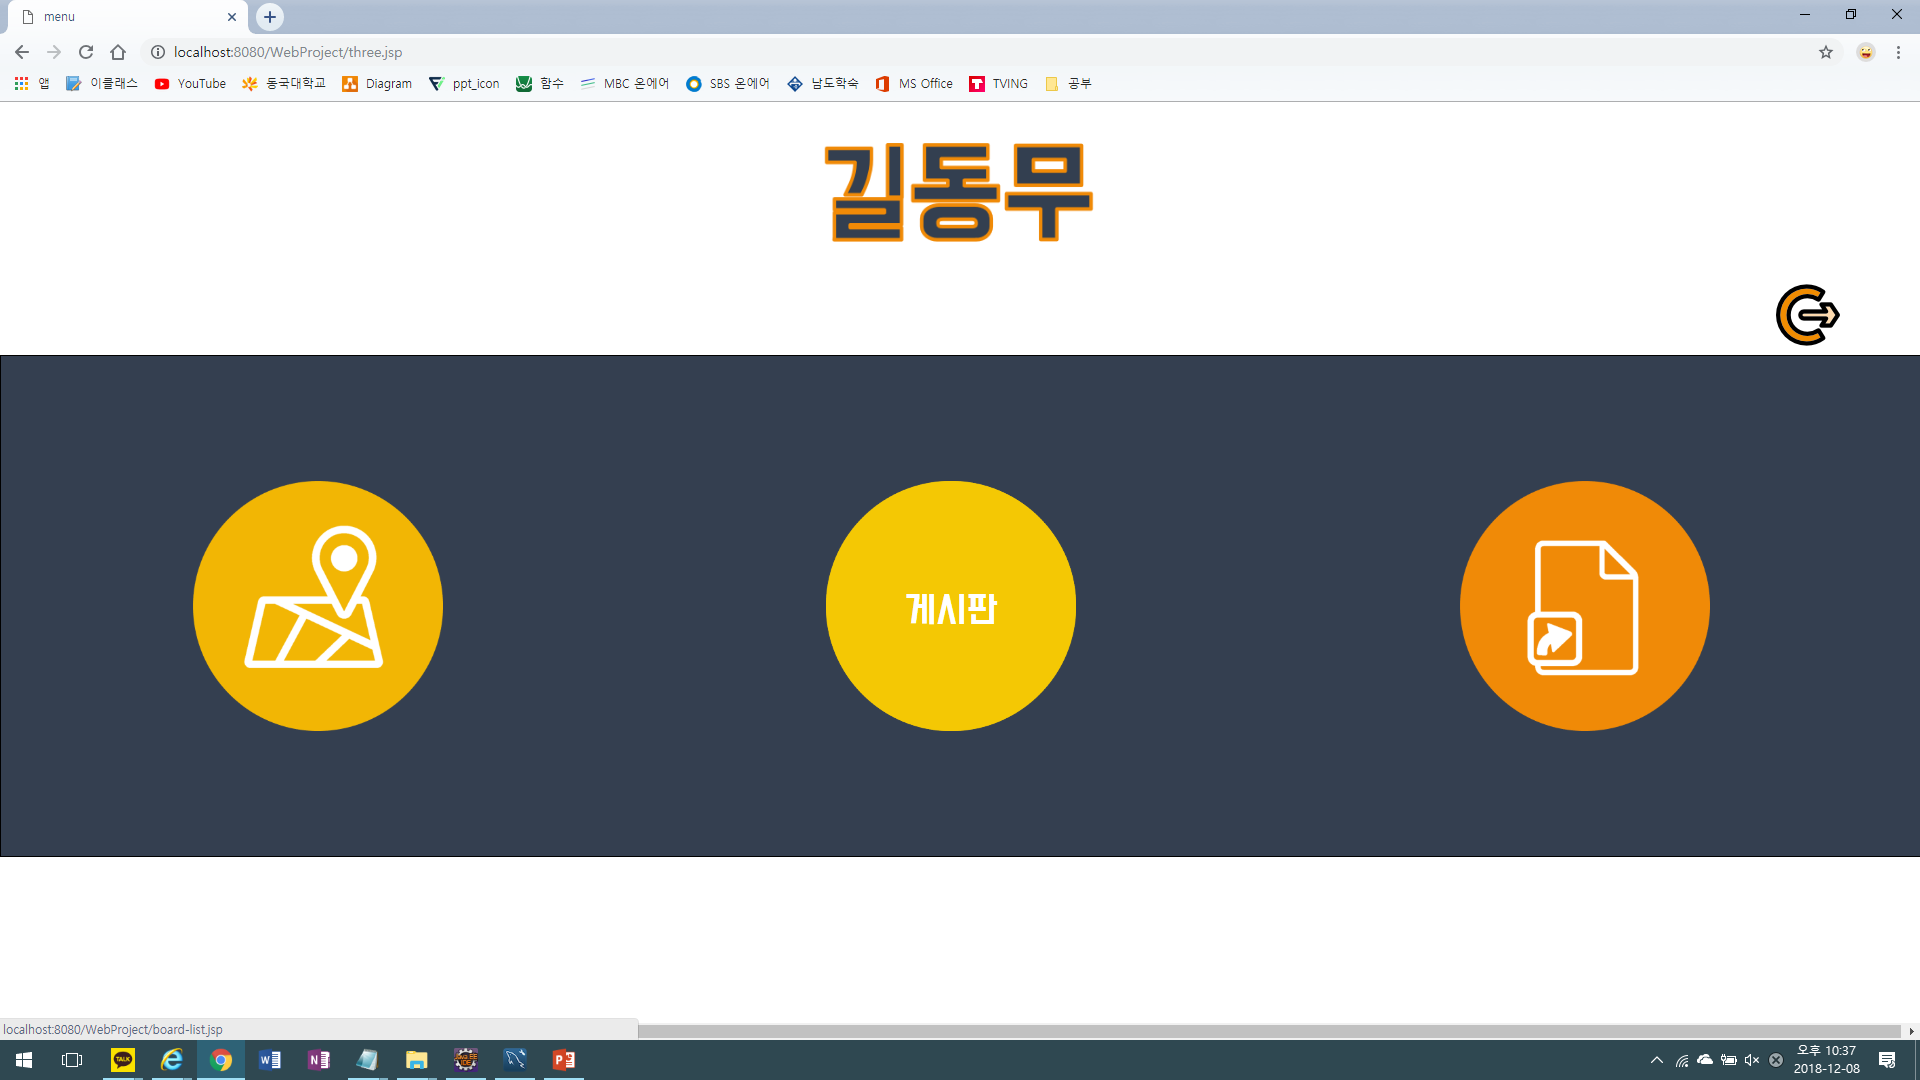 menu
localhost:8080/WebProject/three.jsp
앱 이클래스 YouTube 동국대학교 Diagram ppt_icon 함수 MBC 온에어 SBS 온에어 남도학숙 MS Office TVING 공부
길동무
게시판
localhost:8080/WebProject/board-list.jsp
오후 10:37
2018-12-08